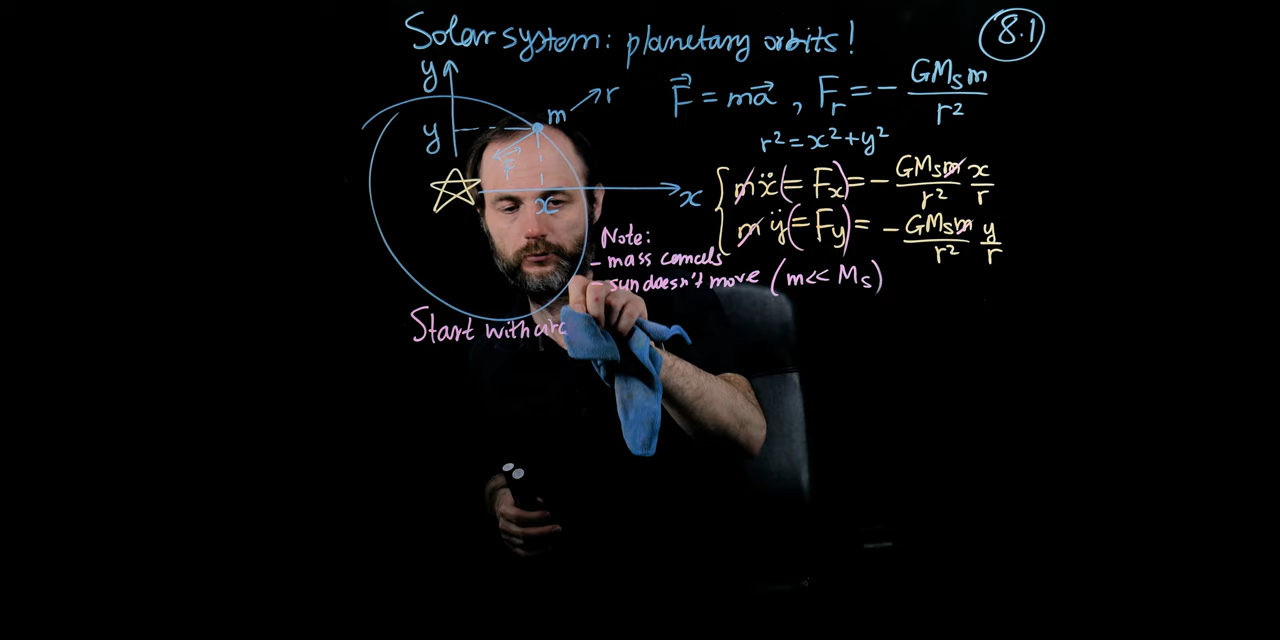 Solar system: planetary orbits! 8.1
y
F⃗ = ma⃗ , F_r = - GM_s m / r²
m r
y
r² = x² + y²
F⃗
{ m ẍ (= F_x) = - GM_s m / r² x / r
x x
m ÿ (= F_y) = - GM_s m / r² y / r
Note:
- mass cancels
- sun doesn't move (m << M_s)
Start with circ